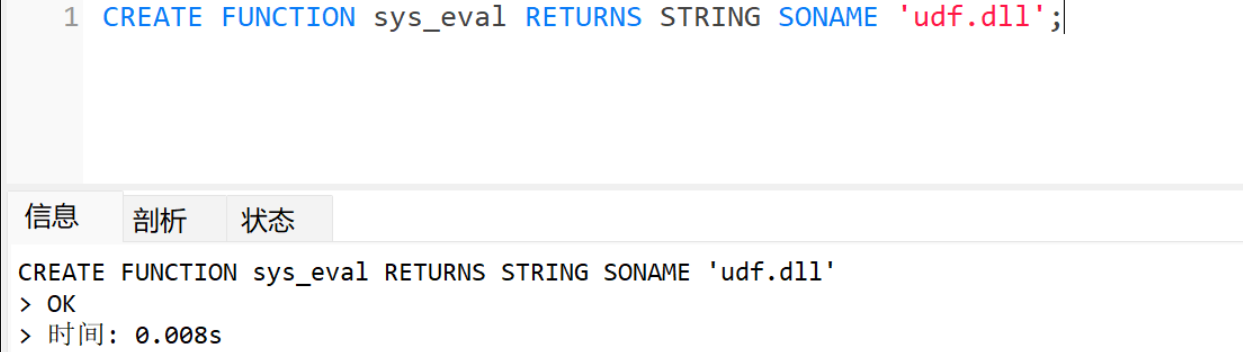 1 CREATE FUNCTION sys_eval RETURNS STRING SONAME 'udf.dll';
信息 剖析 状态
CREATE FUNCTION sys_eval RETURNS STRING SONAME 'udf.dll'
> OK
> 时间: 0.008s